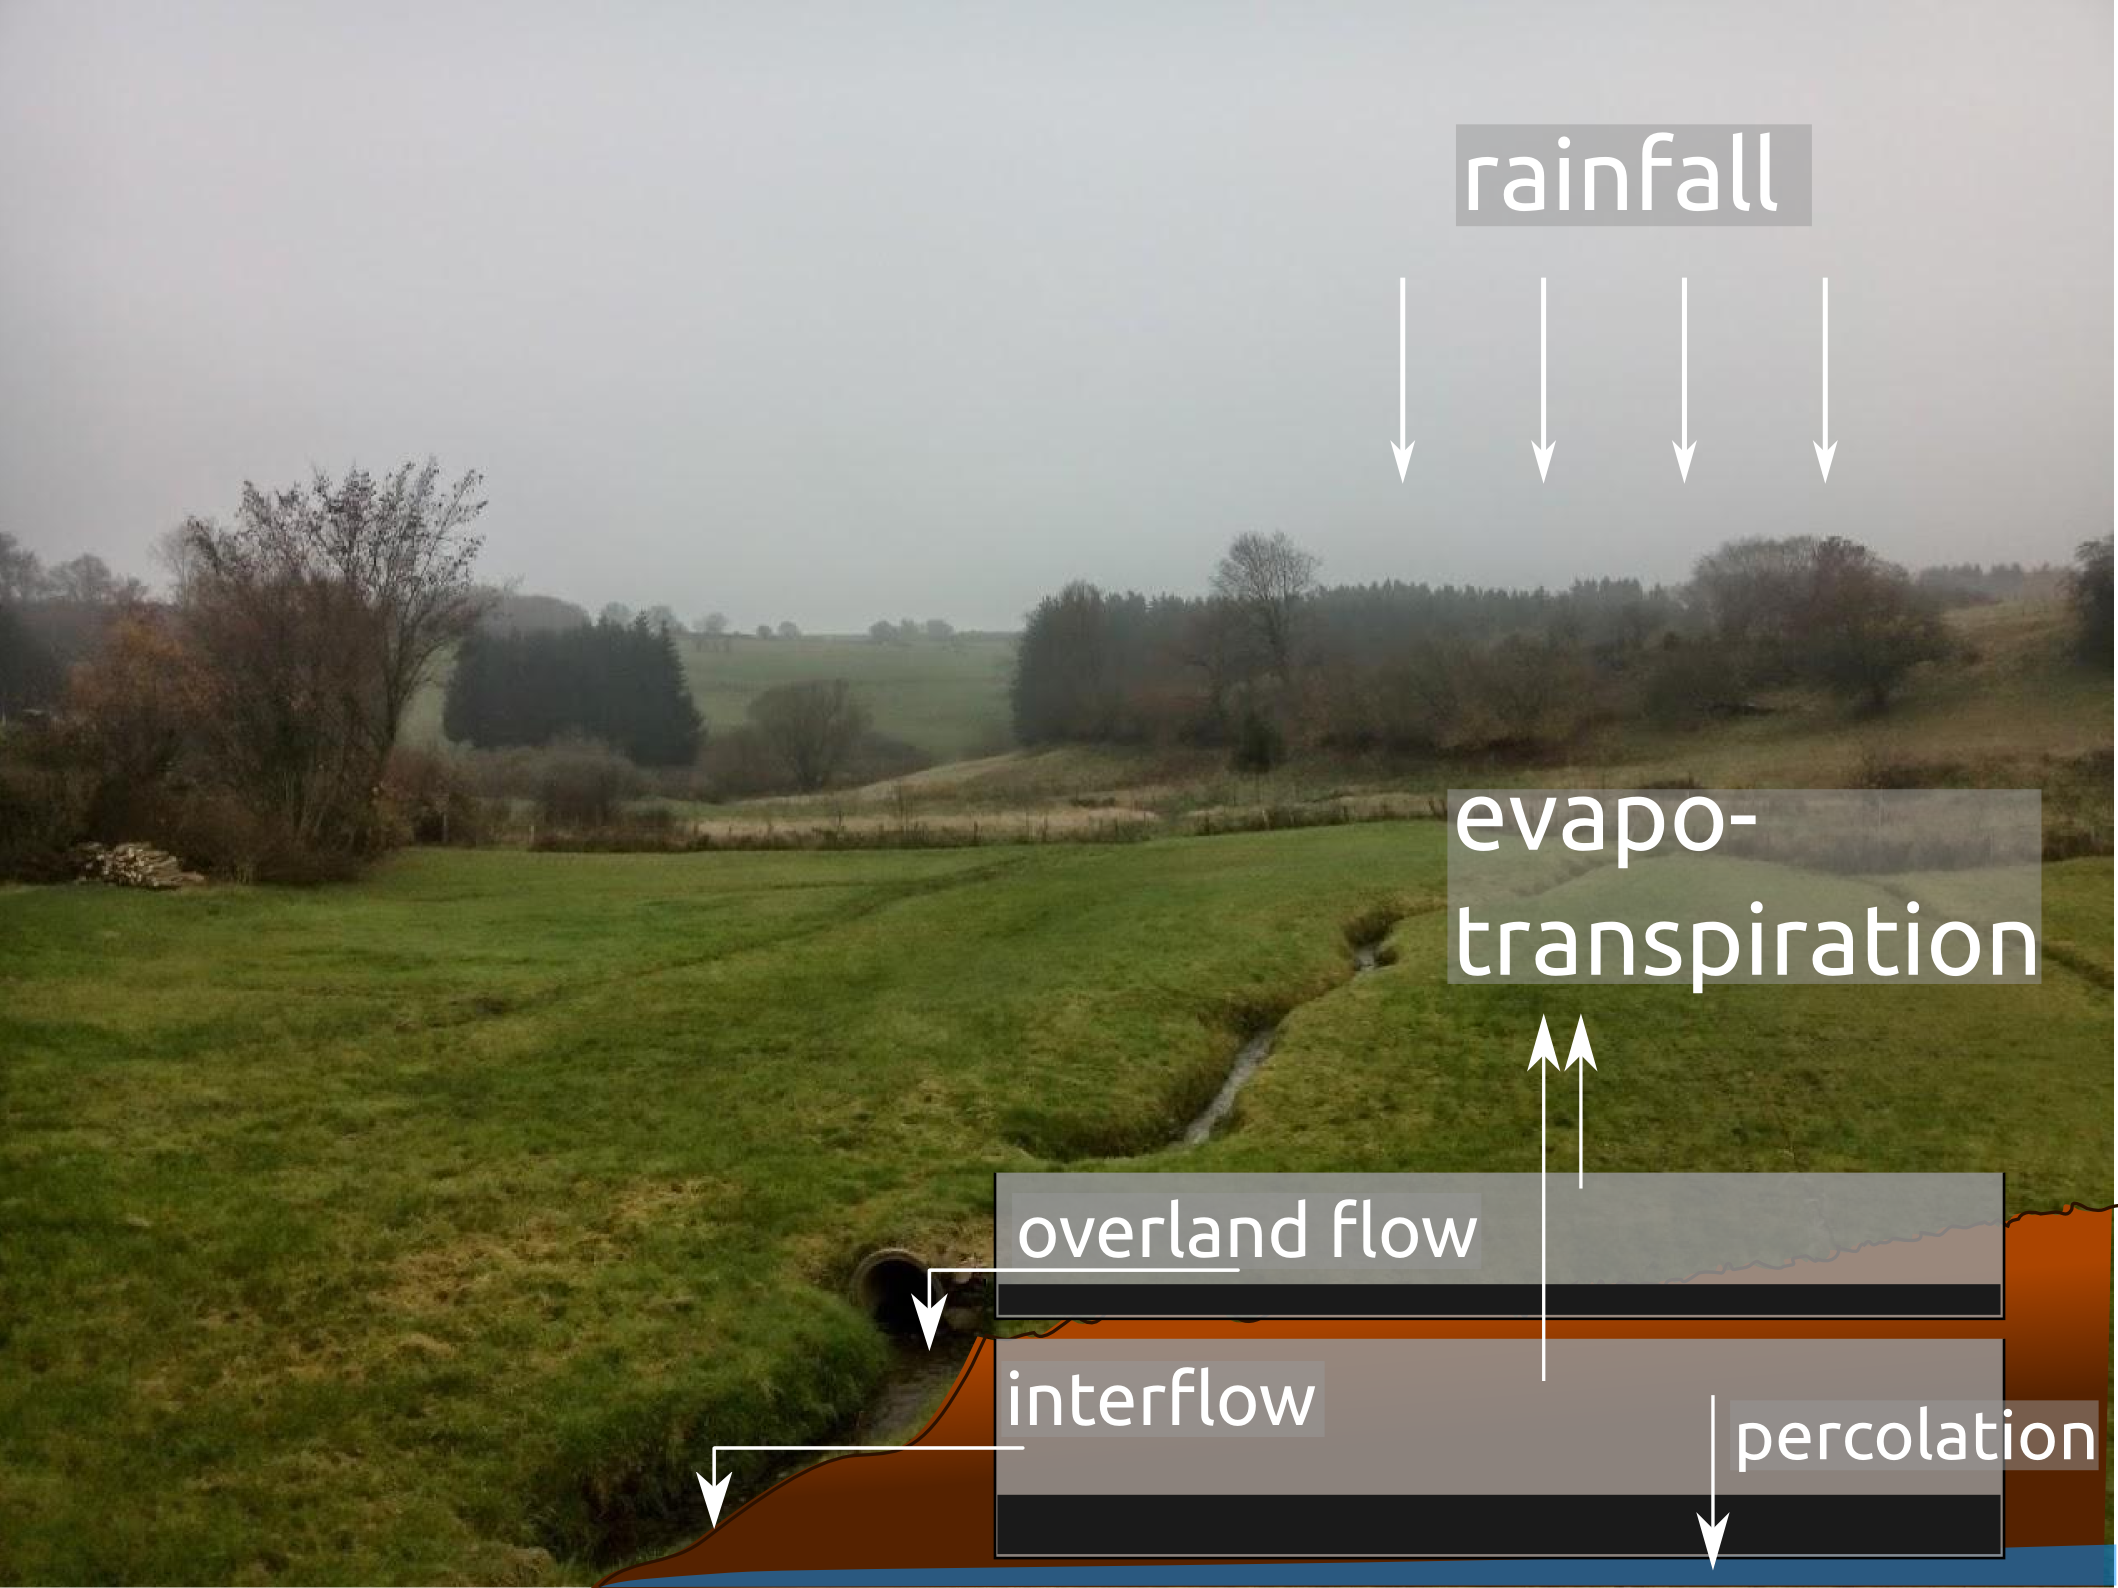 rainfall
evapo-
transpiration
overland flow
interflow
percolation